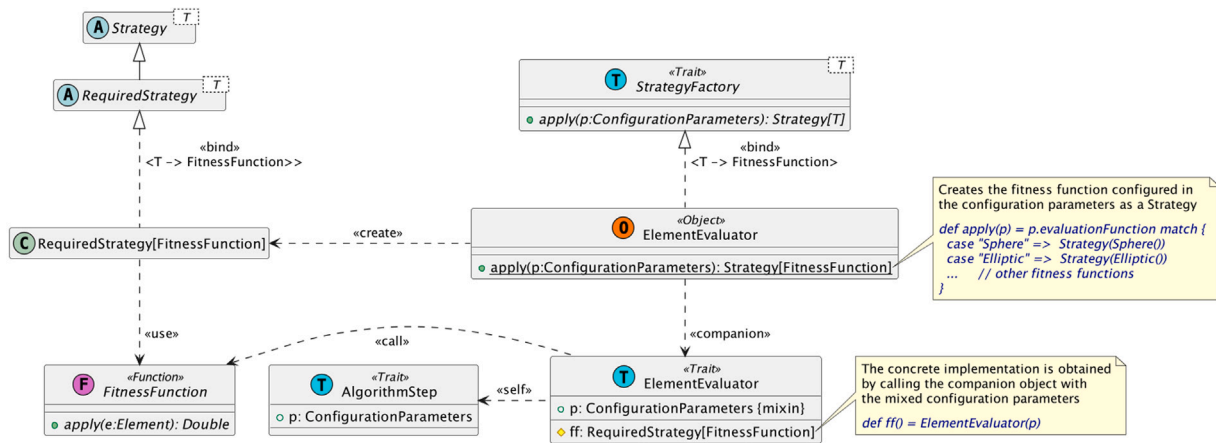 A Strategy
T
A RequiredStrategy
T
«bind»
<T -> FitnessFunction>>
C RequiredStrategy[FitnessFunction]
«use»
«Function»
F FitnessFunction
apply(e:Element): Double
«Trait»
T StrategyFactory
T
apply(p:ConfigurationParameters): Strategy[T]
«bind»
<T -> FitnessFunction>
«Object»
O ElementEvaluator
apply(p:ConfigurationParameters): Strategy[FitnessFunction]
«create»
«companion»
«call»
«Trait»
T AlgorithmStep
p: ConfigurationParameters
«self»
«Trait»
T ElementEvaluator
p: ConfigurationParameters {mixin}
ff: RequiredStrategy[FitnessFunction]
Creates the fitness function configured in
the configuration parameters as a Strategy
def apply(p) = p.evaluationFunction match {
case "Sphere" => Strategy(Sphere())
case "Elliptic" => Strategy(Elliptic())
... // other fitness functions
}
The concrete implementation is obtained
by calling the companion object with
the mixed configuration parameters
def ff() = ElementEvaluator(p)